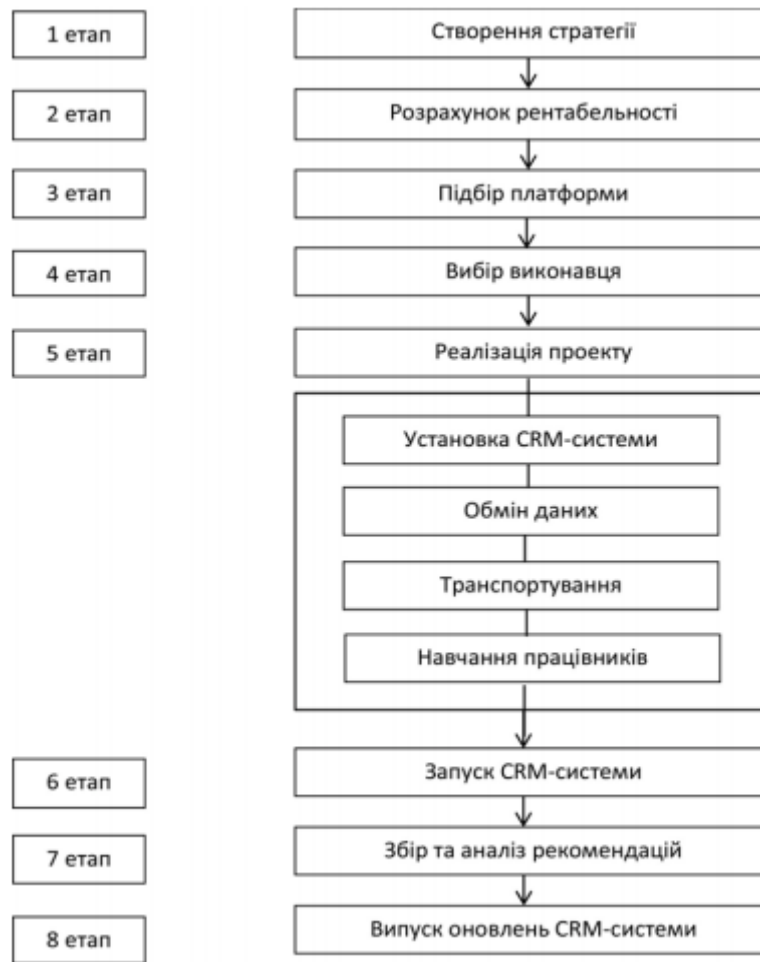 1 етап
Створення стратегії
2 етап
Розрахунок рентабельності
3 етап
Підбір платформи
4 етап
Вибір виконавця
5 етап
Реалізація проекту
Установка CRM-системи
Обмін даних
Транспортування
Навчання працівників
6 етап
Запуск CRM-системи
7 етап
Збір та аналіз рекомендацій
8 етап
Випуск оновлень CRM-системи